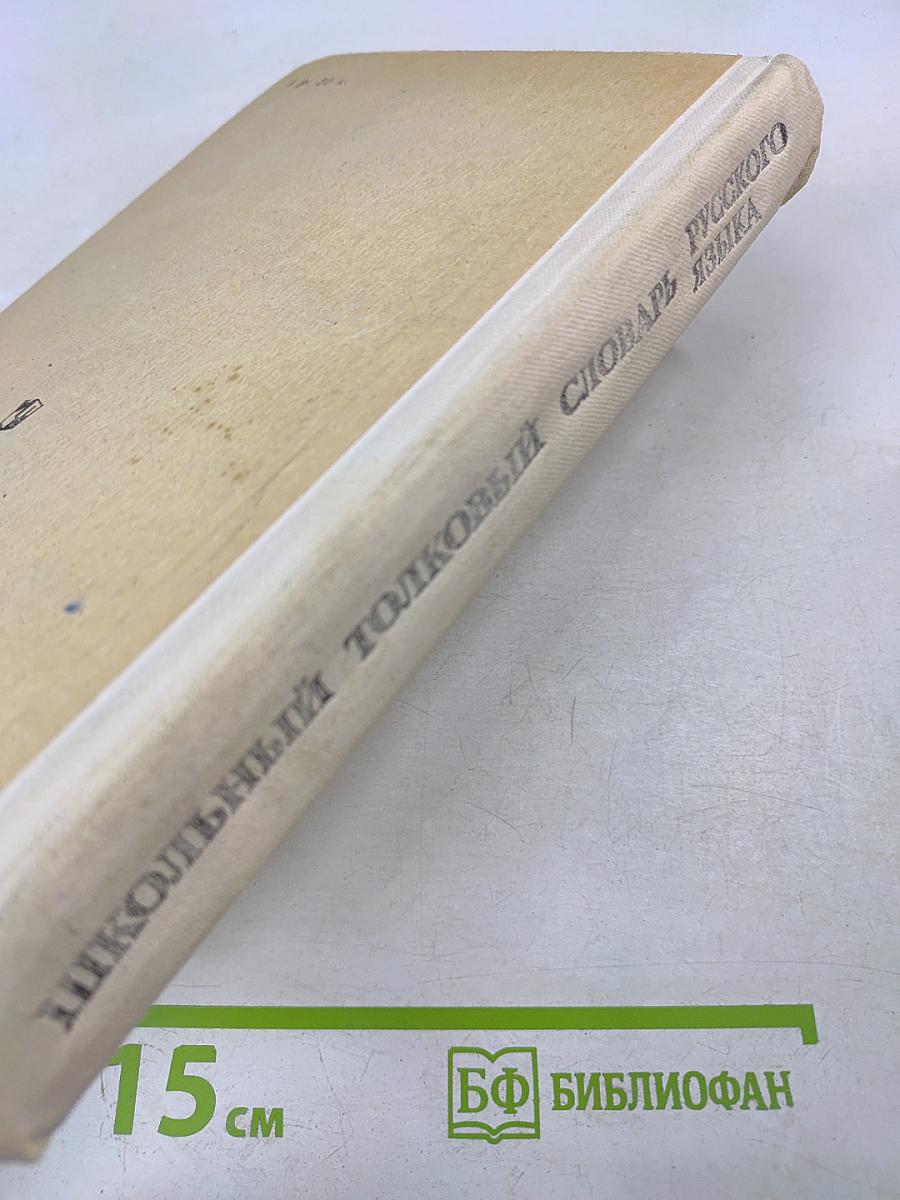 ШКОЛЬНЫЙ ТОЛКОВЫЙ СЛОВАРЬ РУССКОГО
ЯЗЫКА
15 см
БФ БИБЛИОФАН